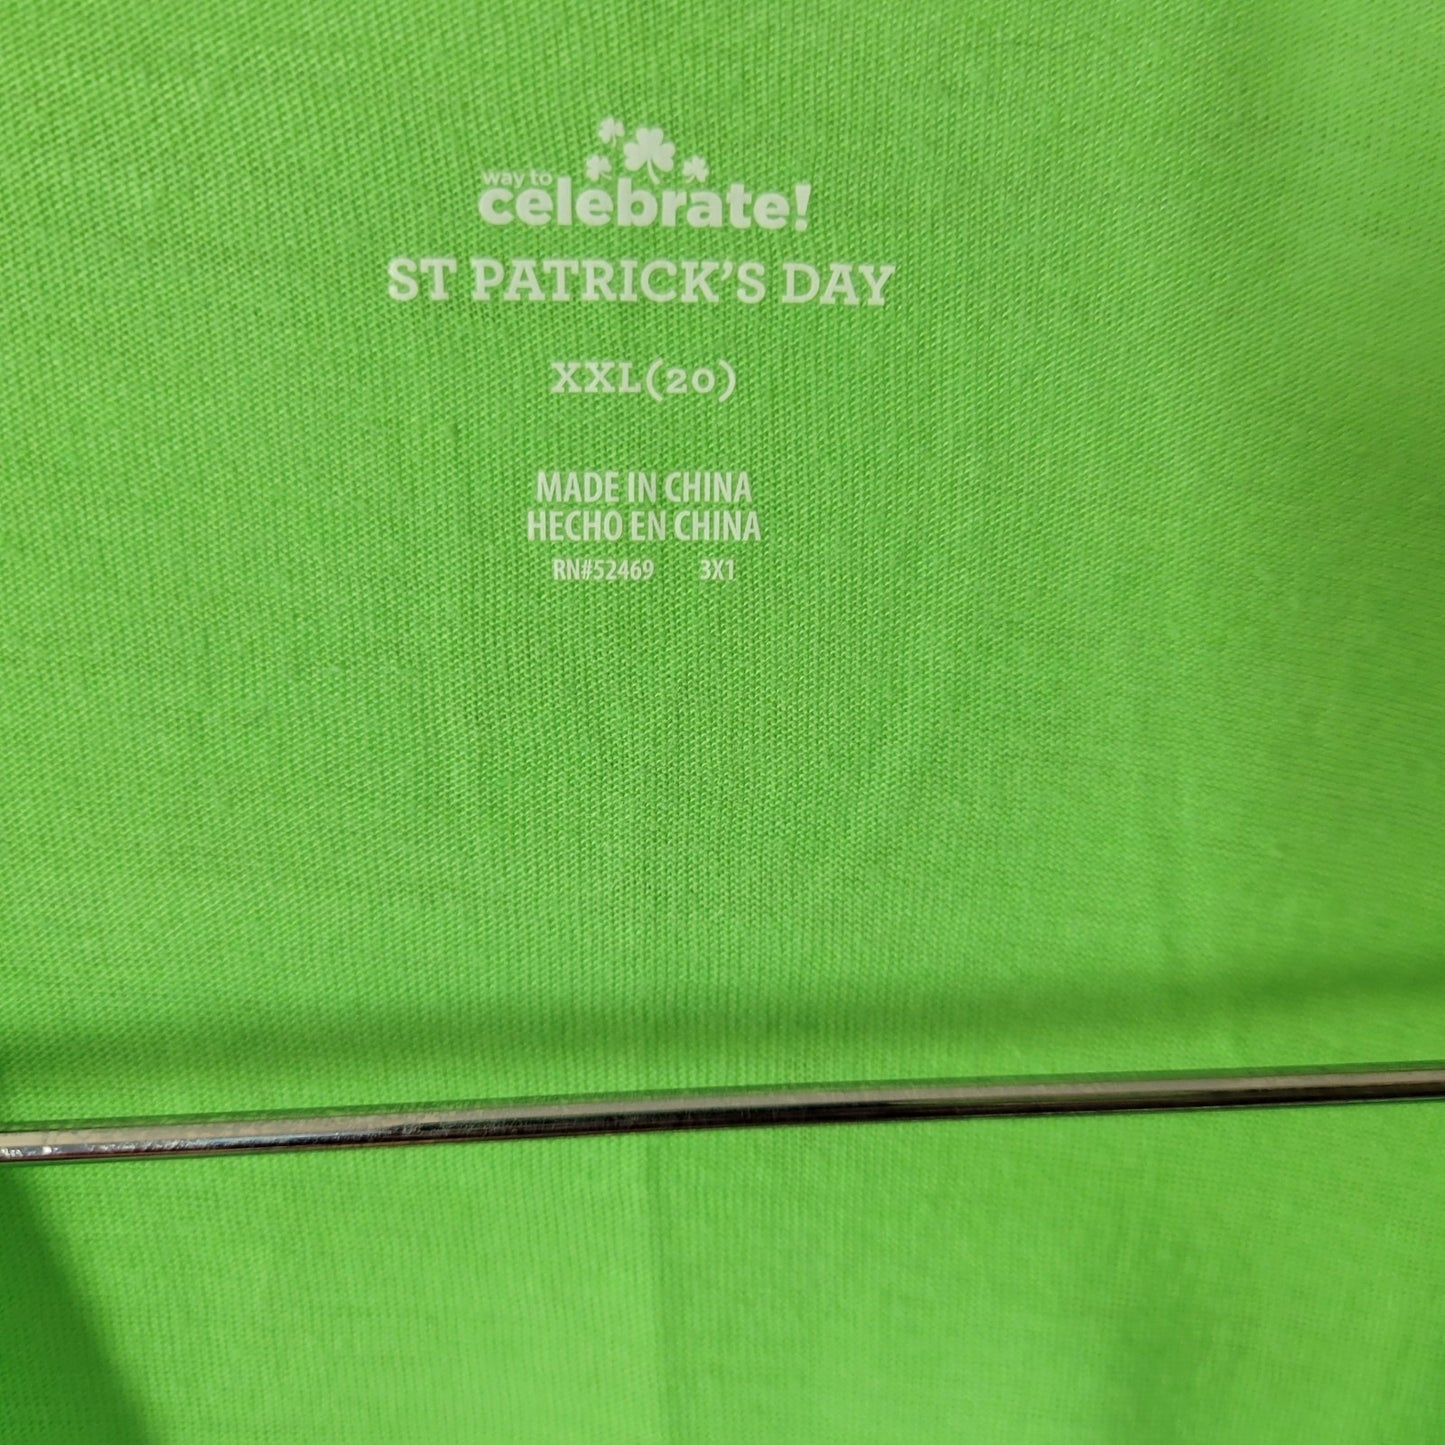 way to
celebrate!
ST PATRICK'S DAY
XXL(20)
MADE IN CHINA
HECHO EN CHINA
RN#52469 3X1